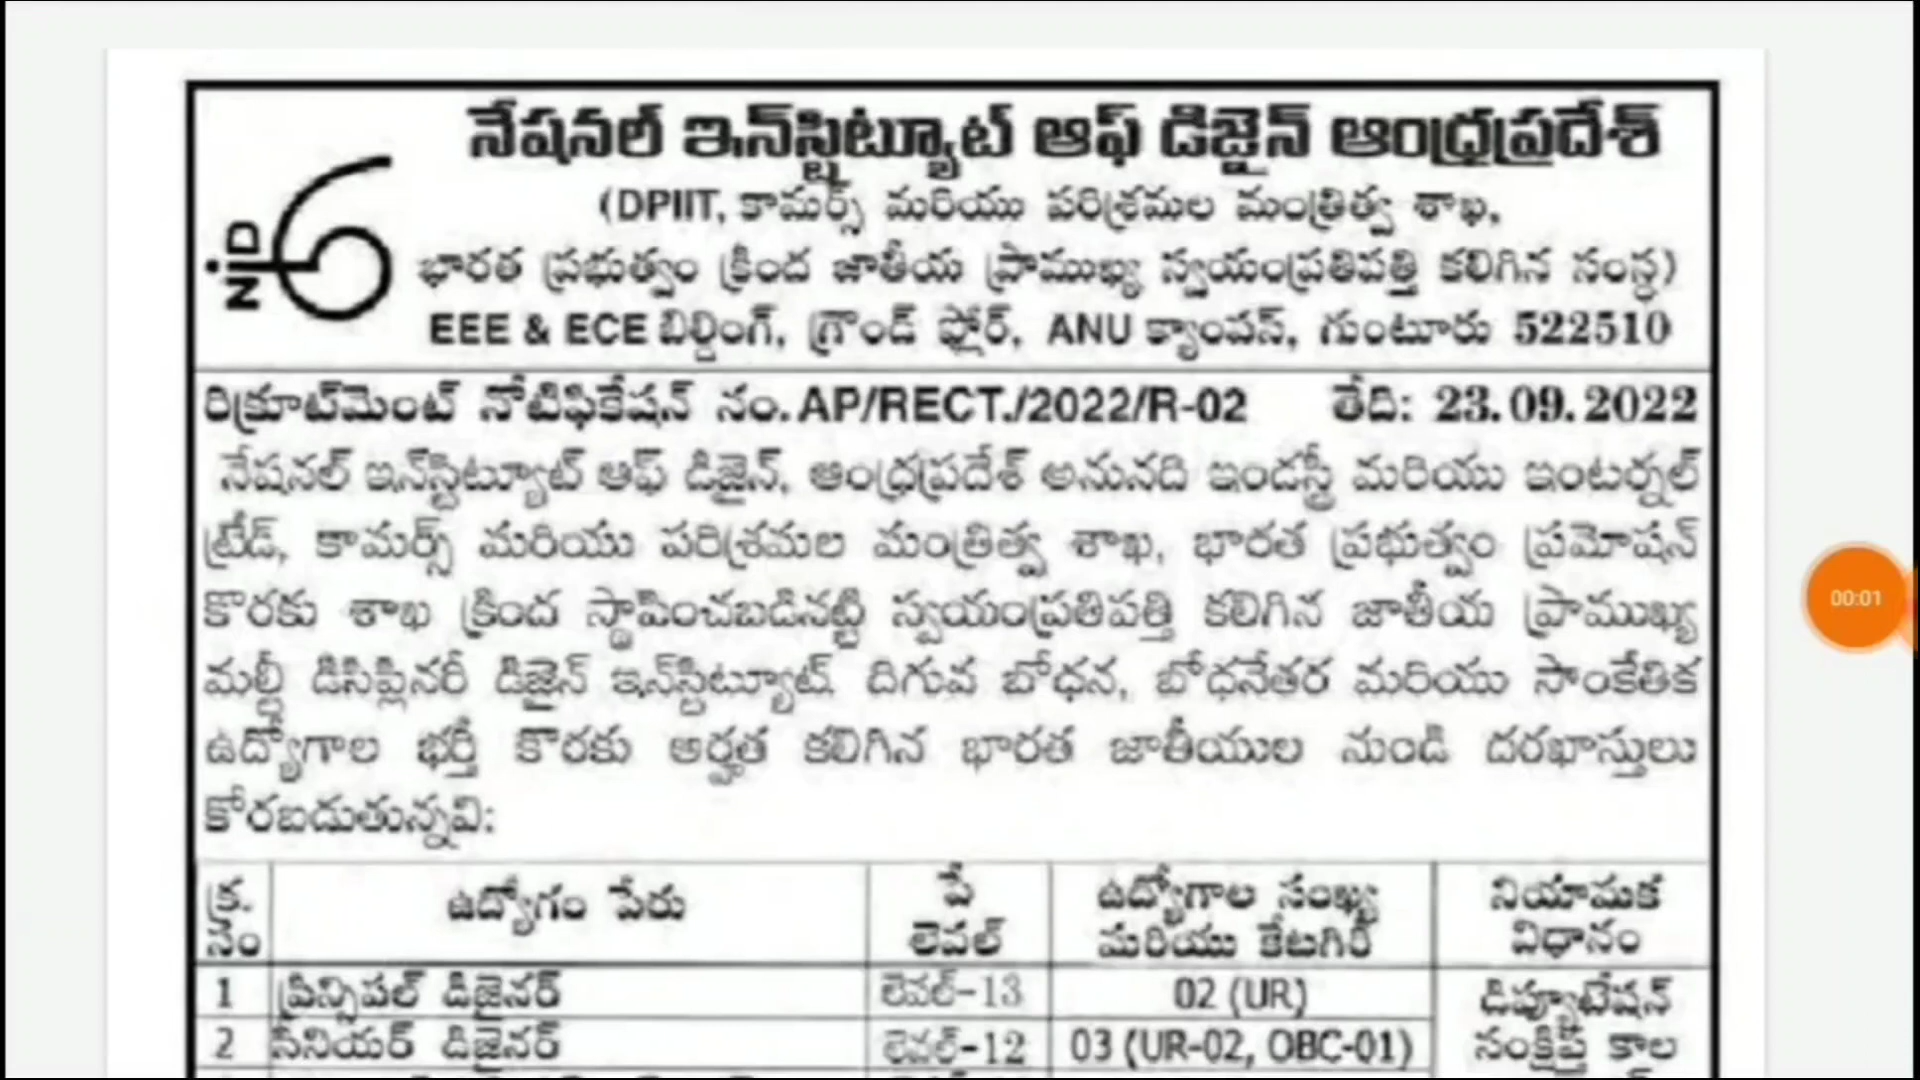 నేషనల్ ఇన్‌స్టిట్యూట్ ఆఫ్ డిజైన్ ఆంధ్రప్రదేశ్
(DPIIT, కామర్స్ మరియు పరిశ్రమల మంత్రిత్వ శాఖ,
భారత ప్రభుత్వం క్రింద జాతీయ ప్రాముఖ్య స్వయంప్రతిపత్తి కలిగిన సంస్థ)
EEE & ECE బిల్డింగ్, గ్రౌండ్ ఫ్లోర్, ANU క్యాంపస్, గుంటూరు 522510
NID
రిక్రూట్‌మెంట్ నోటిఫికేషన్ నం. AP/RECT./2022/R-02 తేది: 23.09.2022
నేషనల్ ఇన్‌స్టిట్యూట్ ఆఫ్ డిజైన్, ఆంధ్రప్రదేశ్ అనునది ఇండస్ట్రీ మరియు ఇంటర్నల్
ట్రేడ్, కామర్స్ మరియు పరిశ్రమల మంత్రిత్వ శాఖ, భారత ప్రభుత్వం ప్రమోషన్
కొరకు శాఖ క్రింద స్థాపించబడినట్టి స్వయంప్రతిపత్తి కలిగిన జాతీయ ప్రాముఖ్య
మల్టీ డిసిప్లినరీ డిజైన్ ఇన్‌స్టిట్యూట్. దిగువ బోధన, బోధనేతర మరియు సాంకేతిక
ఉద్యోగాల భర్తీ కొరకు అర్హత కలిగిన భారత జాతీయుల నుండి దరఖాస్తులు
కోరబడుతున్నవి:
క్ర. నం ఉద్యోగం పేరు పే లెవల్ ఉద్యోగాల సంఖ్య మరియు కేటగిరీ నియామక విధానం
1 ప్రిన్సిపల్ డిజైనర్ లెవల్-13 02 (UR) డిప్యూటేషన్
2 సీనియర్ డిజైనర్ లెవల్-12 03 (UR-02, OBC-01) సంక్షిప్త కాల
00:01